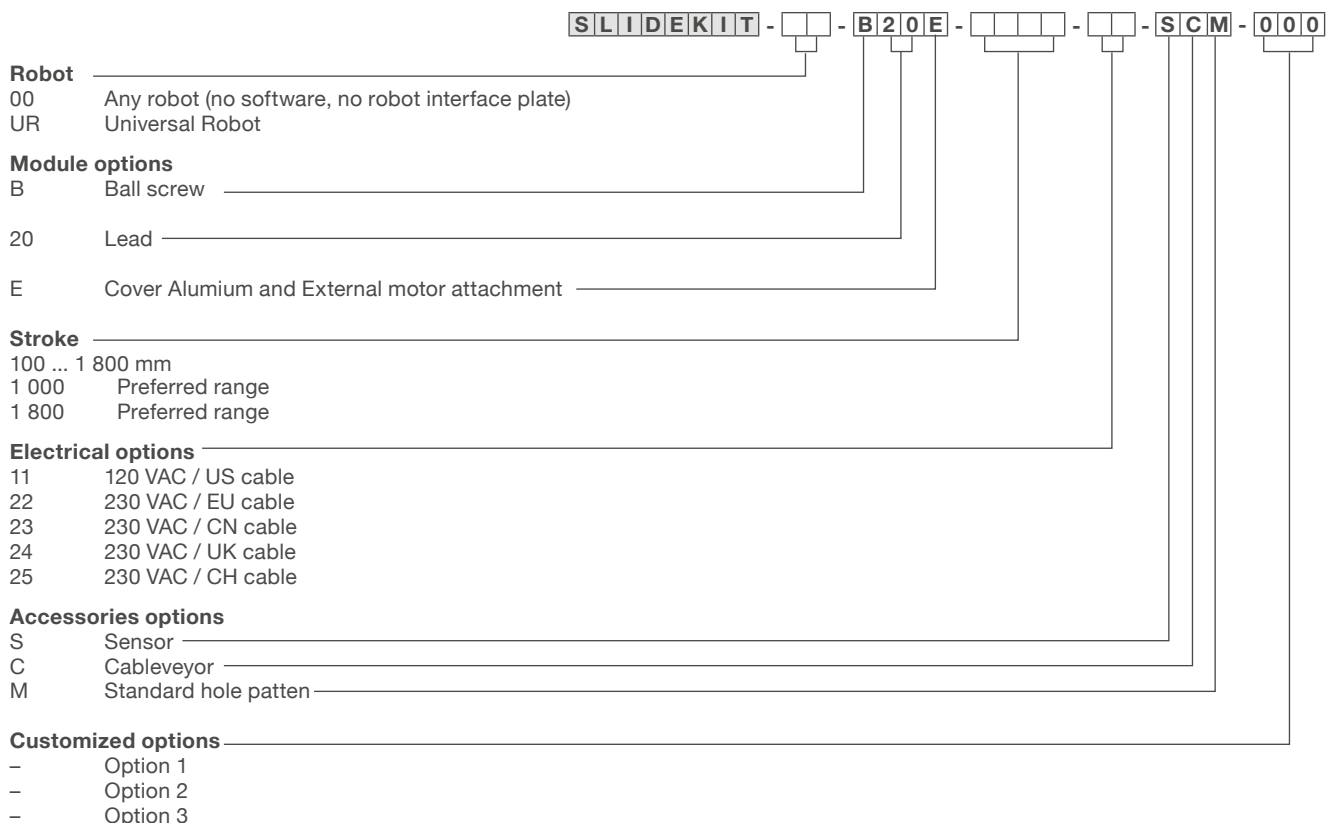 SLIDEKIT - - B20E - - - SCM - 000
Robot
00 Any robot (no software, no robot interface plate)
UR Universal Robot
Module options
B Ball screw
20 Lead
E Cover Alumium and External motor attachment
Stroke
100 ... 1 800 mm
1 000 Preferred range
1 800 Preferred range
Electrical options
11 120 VAC / US cable
22 230 VAC / EU cable
23 230 VAC / CN cable
24 230 VAC / UK cable
25 230 VAC / CH cable
Accessories options
S Sensor
C Cableveyor
M Standard hole patten
Customized options
– Option 1
– Option 2
– Option 3